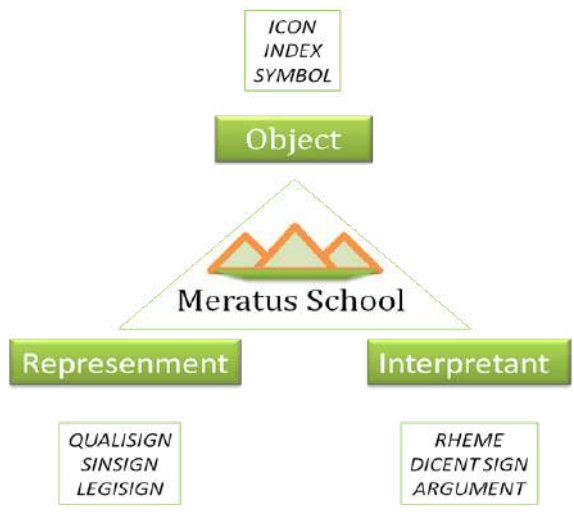 ICON
INDEX
SYMBOL
Object
Meratus School
Represenment
Interpretant
QUALISIGN
SINSIGN
LEGISIGN
RHEME
DICENT SIGN
ARGUMENT